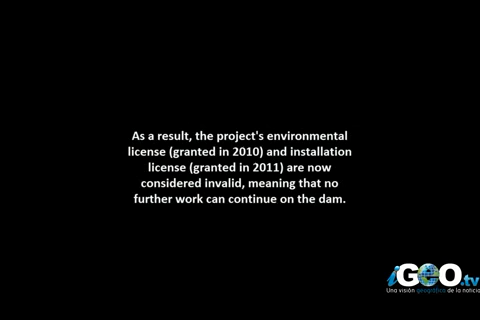 As a result, the project's environmental
license (granted in 2010) and installation
license (granted in 2011) are now
considered invalid, meaning that no
further work can continue on the dam.
iGEO.tv
Una visión geográfica de la noticia